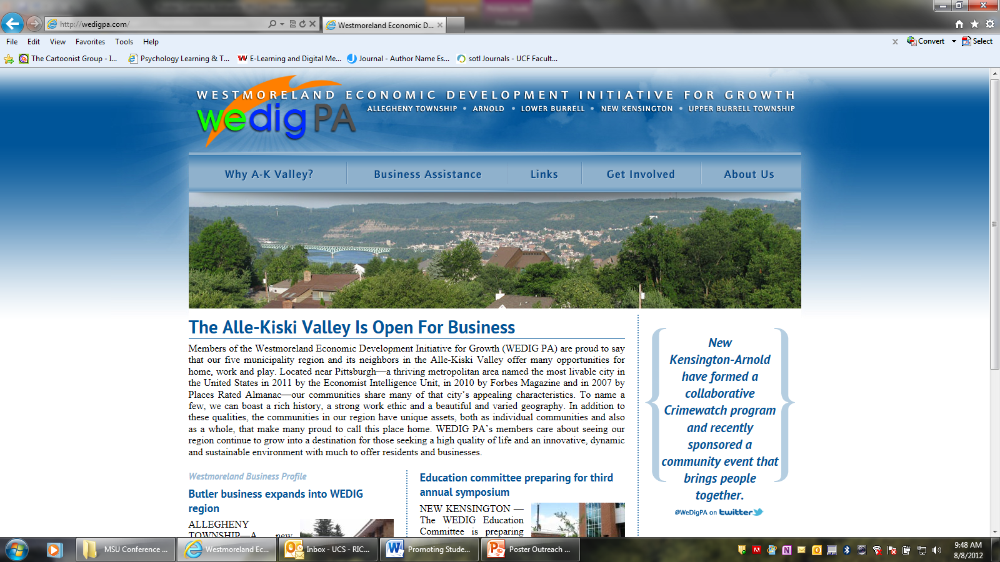 http://wedigpa.com/
Westmoreland Economic D...
File Edit View Favorites Tools Help
Convert Select
The Cartoonist Group - I... Psychology Learning & T... E-Learning and Digital Me... Journal - Author Name Es... sotl Journals - UCF Facult...
WESTMORELAND ECONOMIC DEVELOPMENT INITIATIVE FOR GROWTH
ALLEGHENY TOWNSHIP • ARNOLD • LOWER BURRELL • NEW KENSINGTON • UPPER BURRELL TOWNSHIP
wedig PA
Why A-K Valley? Business Assistance Links Get Involved About Us
The Alle-Kiski Valley Is Open For Business
Members of the Westmoreland Economic Development Initiative for Growth (WEDIG PA) are proud to say
that our five municipality region and its neighbors in the Alle-Kiski Valley offer many opportunities for
home, work and play. Located near Pittsburgh—a thriving metropolitan area named the most livable city in
the United States in 2011 by the Economist Intelligence Unit, in 2010 by Forbes Magazine and in 2007 by
Places Rated Almanac—our communities share many of that city's appealing characteristics. To name a
few, we can boast a rich history, a strong work ethic and a beautiful and varied geography. In addition to
these qualities, the communities in our region have unique assets, both as individual communities and also
as a whole, that make many proud to call this place home. WEDIG PA's members care about seeing our
region continue to grow into a destination for those seeking a high quality of life and an innovative, dynamic
and sustainable environment with much to offer residents and businesses.
Westmoreland Business Profile
Butler business expands into WEDIG
region
ALLEGHENY
TOWNSHIP—A new
Education committee preparing for third
annual symposium
NEW KENSINGTON —
The WEDIG Education
Committee is preparing
New
Kensington-Arnold
have formed a
collaborative
Crimewatch program
and recently
sponsored a
community event that
brings people
together.
@WeDigPA on twitter
MSU Conference ... Westmoreland Ec... Inbox - UCS - RIC... Promoting Stude... Poster Outreach ...
9:48 AM
8/8/2012